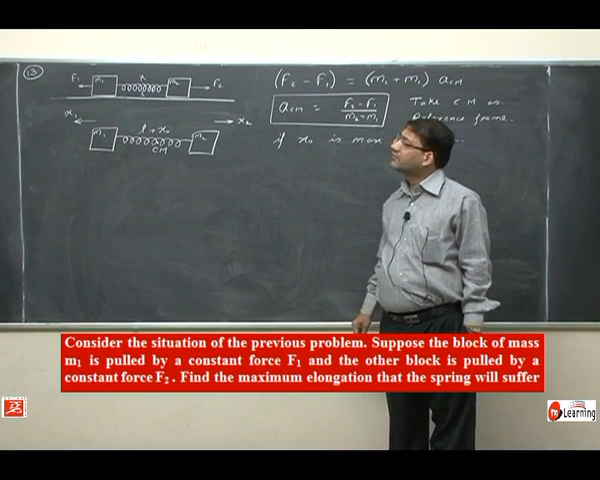 13
F₁ m₁ k m₂ F₂
x₁ l + x₀ x₂
m₁ CM m₂
(F₂ - F₁) = (m₁ + m₂) a_CM
a_CM = F₂ - F₁ / m₂ + m₁
Take CM as
Reference frame.
if x₀ is max
Consider the situation of the previous problem. Suppose the block of mass
m₁ is pulled by a constant force F₁ and the other block is pulled by a
constant force F₂ . Find the maximum elongation that the spring will suffer
Learning